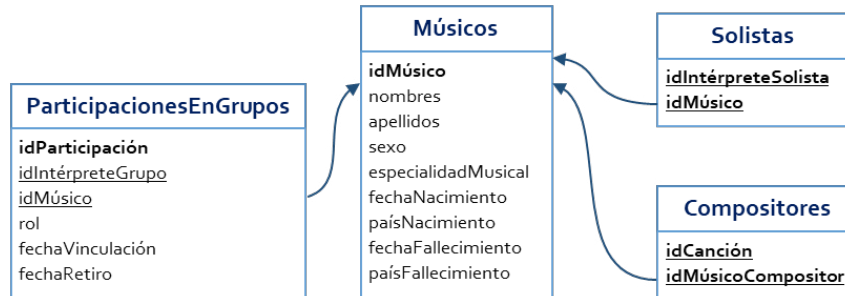 ParticipacionesEnGrupos
idParticipación
idIntérpreteGrupo
idMúsico
rol
fechaVinculación
fechaRetiro
Músicos
idMúsico
nombres
apellidos
sexo
especialidadMusical
fechaNacimiento
paísNacimiento
fechaFallecimiento
paísFallecimiento
Solistas
idIntérpreteSolista
idMúsico
Compositores
idCanción
idMúsicoCompositor